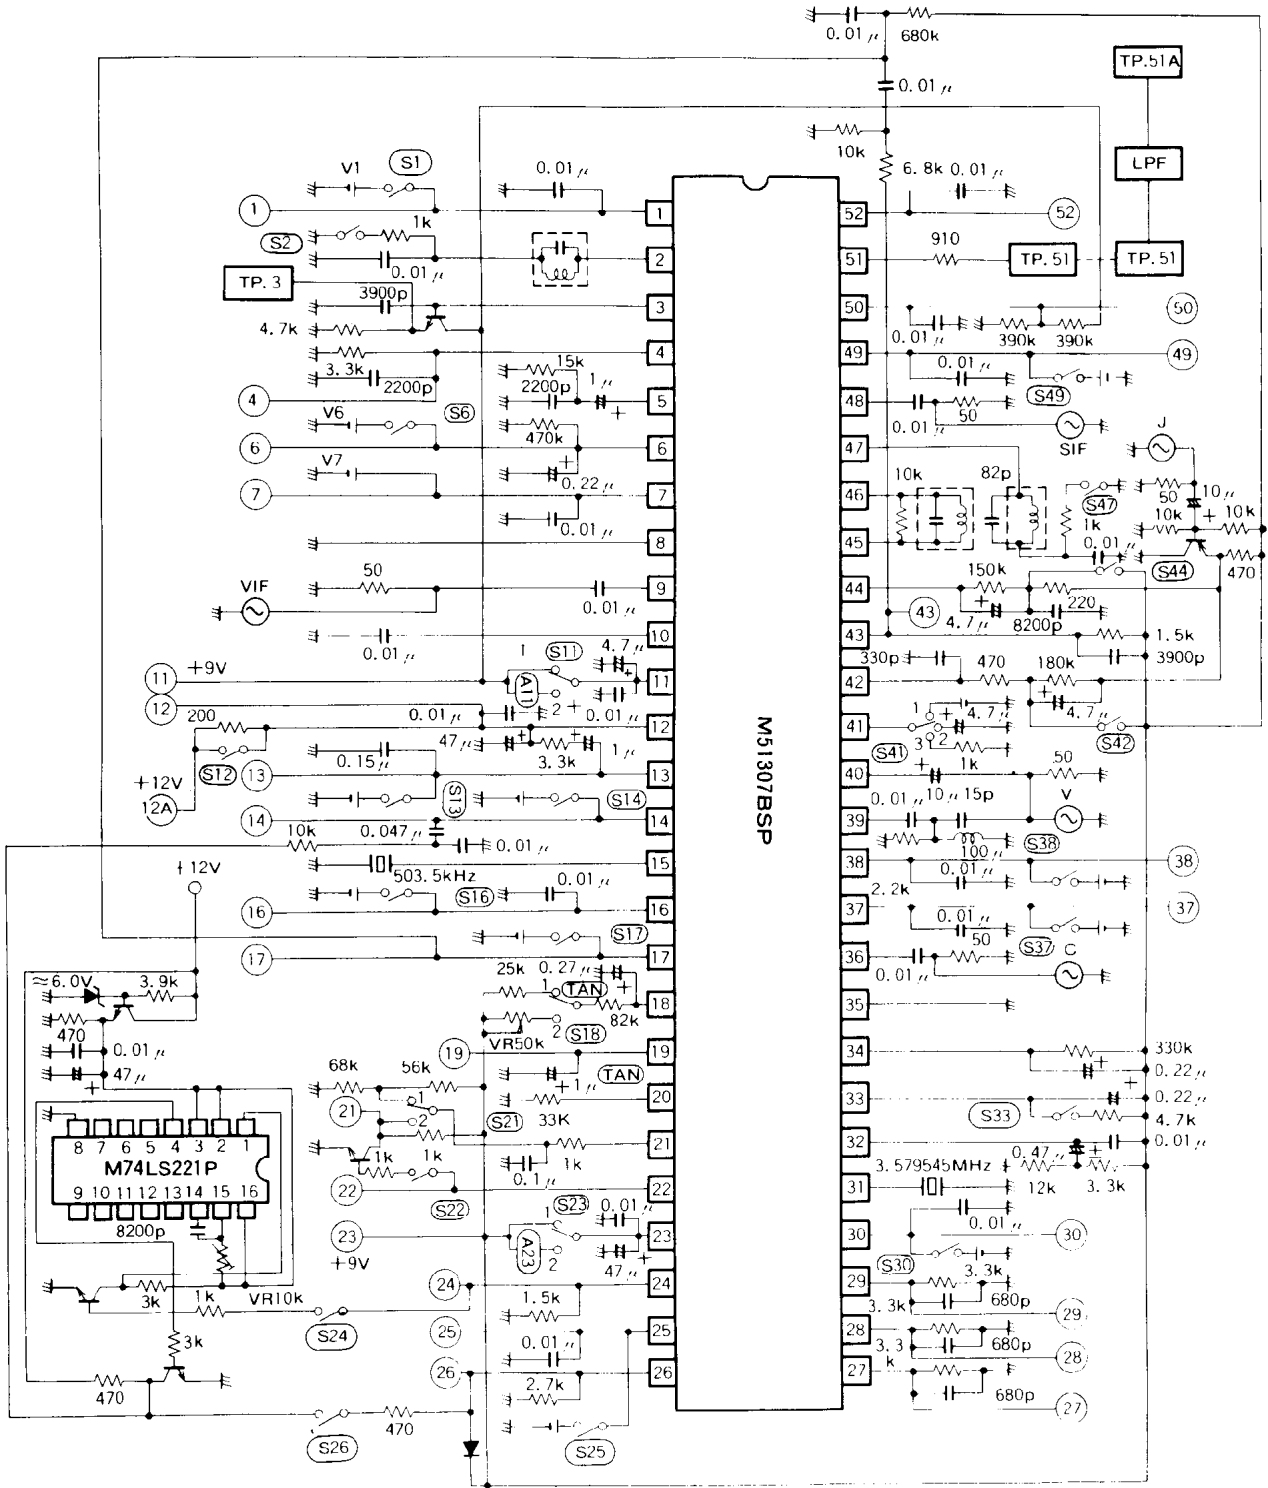 0.01μ 680k
TP.51A
0.01μ
10k
V1 S1 0.01μ 6.8k 0.01μ LPF
1 1 52 52
S2 1k 910
0.01μ 2 51 TP.51 TP.51
TP.3 3900p 3 50 50
4.7k 0.01μ 390k 390k
3.3k 4 49 49
2200p 15k 2200p 1μ + 0.01μ S49
4 5 48 50
V6 S6 470k 0.01μ SIF J
6 6 47
V7 + 0.22μ 10k 82p S47 50 10μ +
7 7 46 1k 10k 10k
0.01μ 0.01μ
8 45 S44 470
VIF 50 0.01μ 9 44 150k 220
+ 4.7μ 8200p
0.01μ 10 43 43 1.5k
+9V 1 S11 4.7μ + 330p 3900p
11 A11 2 11 42 470 180k
12 0.01μ + 0.01μ + 4.7μ S42
200 12 41 1 2 3 + 4.7μ
S12 47μ + 3.3k + 1μ S41 1k
0.15μ
+12V 13 13 40 + 10μ 50
12A S13 S14 0.01μ 15p V
14 14 39
10k 0.047μ 0.01μ 100μ S38
503.5kHz 15 38 0.01μ 38
+12V S16 0.01μ 2.2k
16 16 37 37
S17 0.01μ 50 S37 C
17 17 36 0.01μ
≈6.0V 3.9k 25k 0.27μ + 35
1 TAN 82k 18
470 VR50k 2 S18
0.01μ 19 19 34 330k
47μ + 68k 56k + 1μ TAN + 0.22μ
21 1 2 S21 33K 20 33 + 0.22μ
S33 4.7k
8 7 6 5 4 3 2 1 21 32 0.01μ
M74LS221P 1k 1k 0.1μ 1k 0.47μ +
9 10 11 12 13 14 15 16 3.579545MHz 12k 3.3k
22 S22 22 31
8200p S23 0.01μ 0.01μ
23 +9V A23 1 2 47μ 23 30 30
S30 3.3k
24 24 29 680p
VR10k 1.5k 3.3k 29
3k 1k S24
25 0.01μ 25 28 680p
3k 3.3k 28
26 26 27
470 2.7k 680p 27
S26 470 S25
M51307BSP